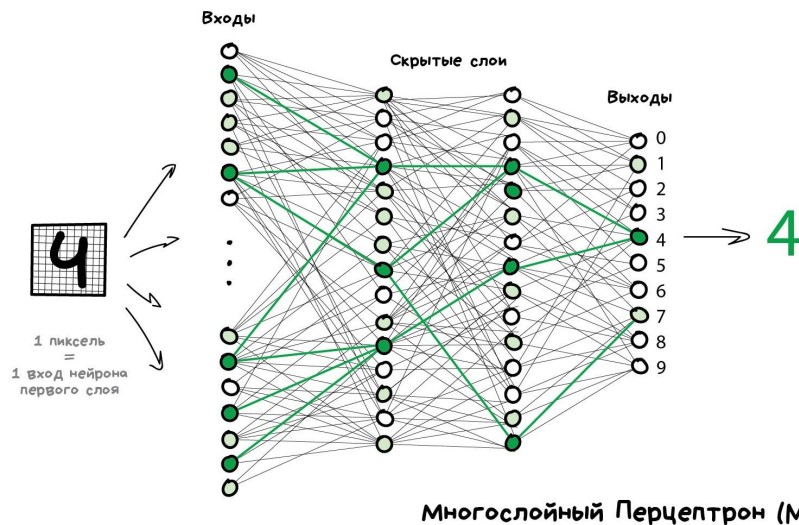 Входы
Скрытые слои
Выходы
0
1
2
3
4
5
6
7
8
9
4
4
1 пиксель
=
1 вход нейрона
первого слоя
Многослойный Перцептрон (М